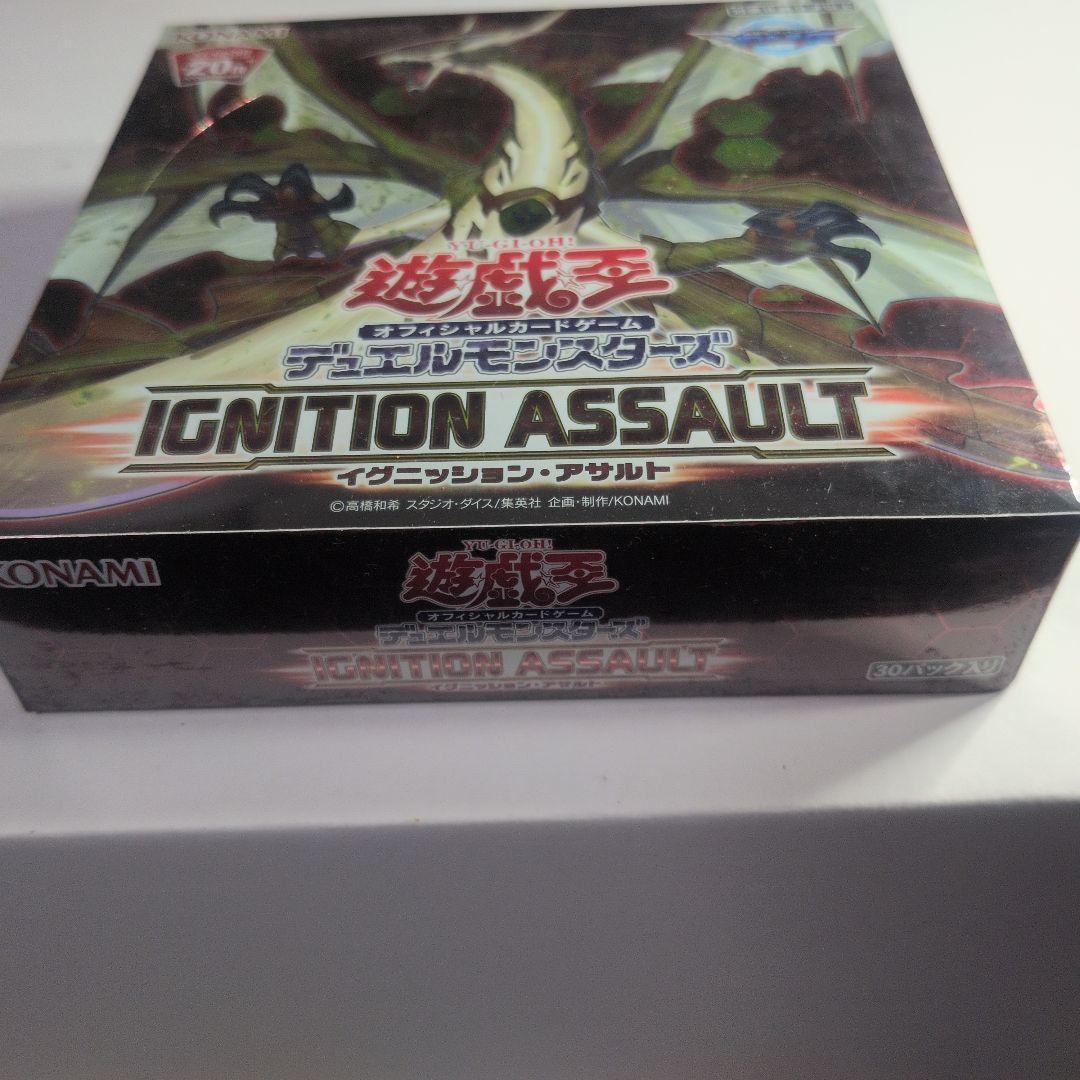 KONAMI
20th
YU-GI-OH!
遊戯王
オフィシャルカードゲーム
デュエルモンスターズ
IGNITION ASSAULT
イグニッション・アサルト
©高橋和希 スタジオ・ダイス/集英社 企画・制作/KONAMI
KONAMI
YU-GI-OH!
遊戯王
オフィシャルカードゲーム
デュエルモンスターズ
IGNITION ASSAULT
イグニッション・アサルト
30パック入り